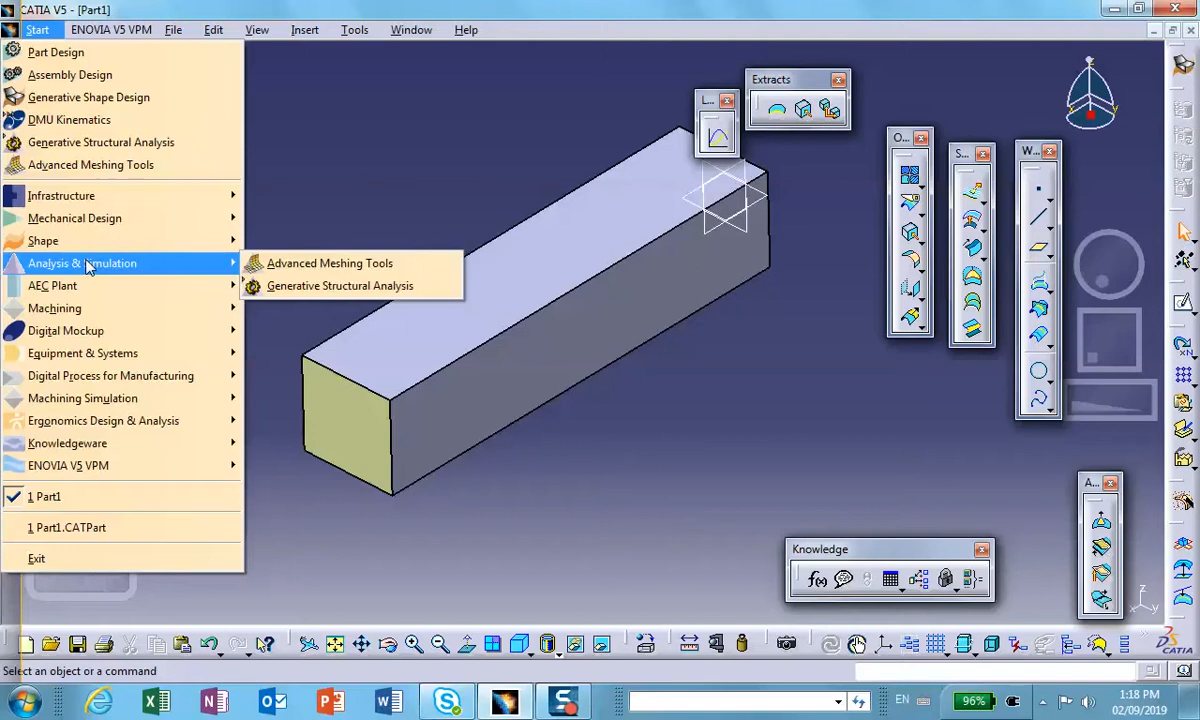 CATIA V5 - [Part1]
Start ENOVIA V5 VPM File Edit View Insert Tools Window Help
Part Design
Assembly Design
Generative Shape Design
DMU Kinematics
Generative Structural Analysis
Advanced Meshing Tools
Infrastructure
Mechanical Design
Shape
Analysis & Simulation
AEC Plant
Machining
Digital Mockup
Equipment & Systems
Digital Process for Manufacturing
Machining Simulation
Ergonomics Design & Analysis
Knowledgeware
ENOVIA V5 VPM
1 Part1
1 Part1.CATPart
Exit
Advanced Meshing Tools
Generative Structural Analysis
L...
Extracts
O...
S...
W...
A...
Knowledge
f(x)
z
x
y
CATIA
Select an object or a command
EN
96%
1:18 PM
02/09/2019